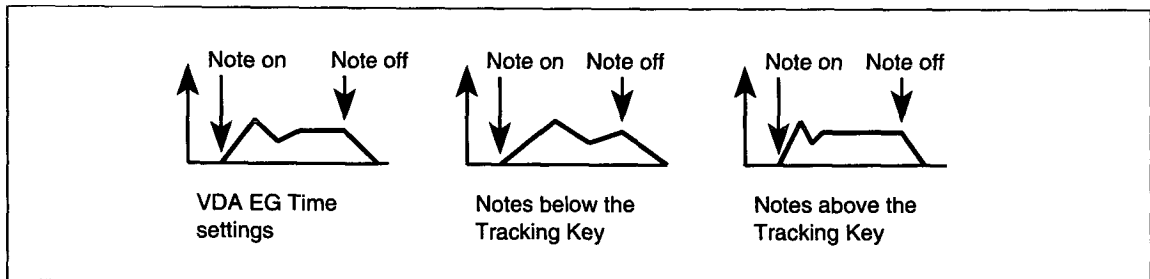 Note on Note off
VDA EG Time
settings
Note on Note off
Notes below the
Tracking Key
Note on Note off
Notes above the
Tracking Key